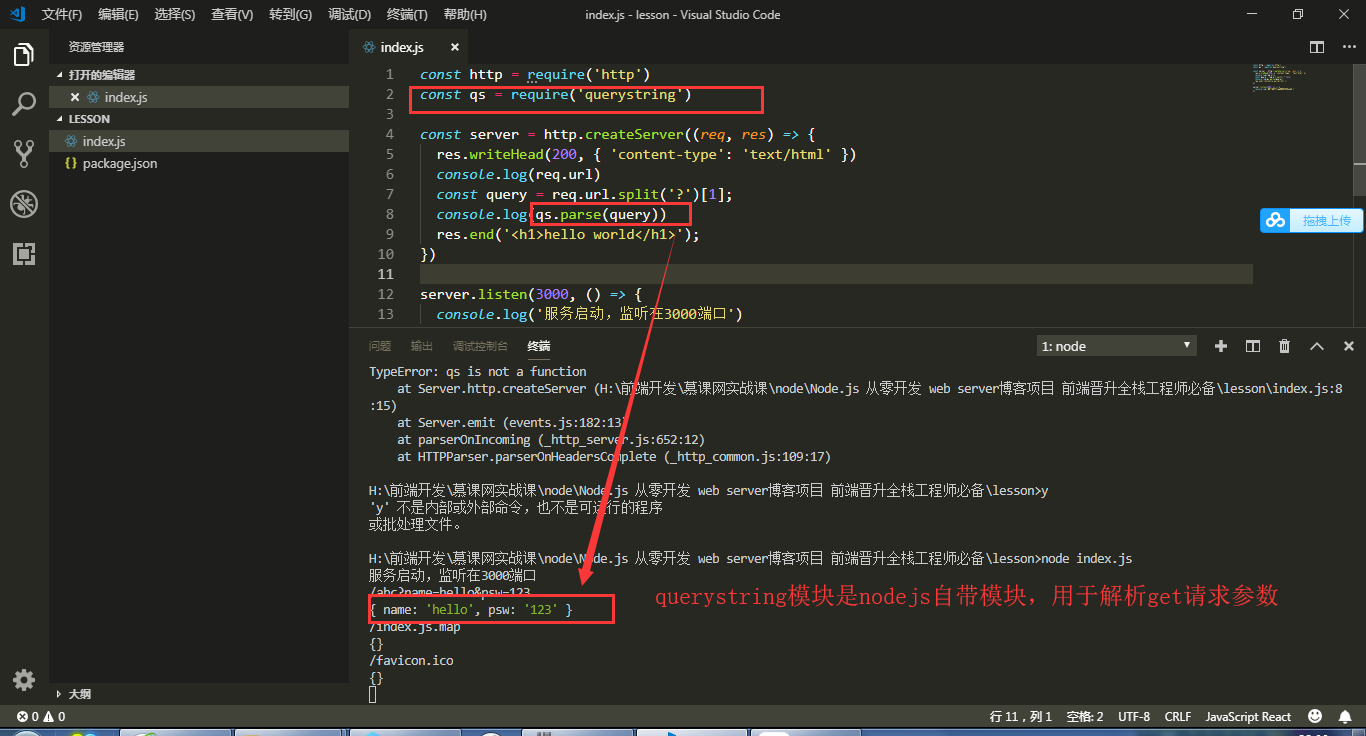 文件(F) 编辑(E) 选择(S) 查看(V) 转到(G) 调试(D) 终端(T) 帮助(H) index.js - lesson - Visual Studio Code
资源管理器
打开的编辑器
index.js
LESSON
index.js
{} package.json
大纲
index.js
1 const http = require('http')
2 const qs = require('querystring')
3
4 const server = http.createServer((req, res) => {
5 res.writeHead(200, { 'content-type': 'text/html' })
6 console.log(req.url)
7 const query = req.url.split('?')[1];
8 console.log(qs.parse(query))
9 res.end('<h1>hello world</h1>');
10 })
11
12 server.listen(3000, () => {
13 console.log('服务启动，监听在3000端口')
拖拽上传
问题 输出 调试控制台 终端 1: node
TypeError: qs is not a function
at Server.http.createServer (H:\前端开发\慕课网实战课\node\Node.js 从零开发 web server博客项目 前端晋升全栈工程师必备\lesson\index.js:8
:15)
at Server.emit (events.js:182:13)
at parserOnIncoming (_http_server.js:652:12)
at HTTPParser.parserOnHeadersComplete (_http_common.js:109:17)
H:\前端开发\慕课网实战课\node\Node.js 从零开发 web server博客项目 前端晋升全栈工程师必备\lesson>y
'y' 不是内部或外部命令，也不是可运行的程序
或批处理文件。
H:\前端开发\慕课网实战课\node\Node.js 从零开发 web server博客项目 前端晋升全栈工程师必备\lesson>node index.js
服务启动，监听在3000端口
/abc?name=hello&psw=123
{ name: 'hello', psw: '123' }
querystring模块是nodejs自带模块，用于解析get请求参数
/index.js.map
{}
/favicon.ico
{}
0 0 行 11，列 1 空格: 2 UTF-8 CRLF JavaScript React